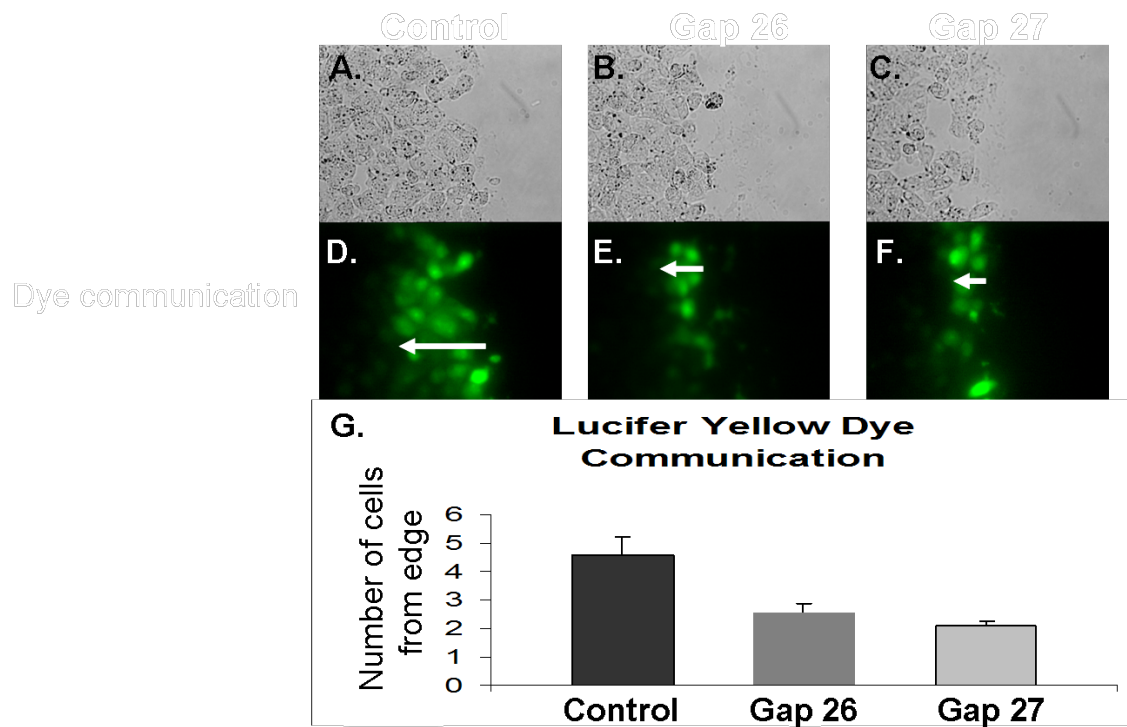 Control Gap 26 Gap 27
A. B. C.
Dye communication
D. E. F.
G.
Lucifer Yellow Dye
Communication
Number of cells
from edge
6
5
4
3
2
1
0
Control Gap 26 Gap 27